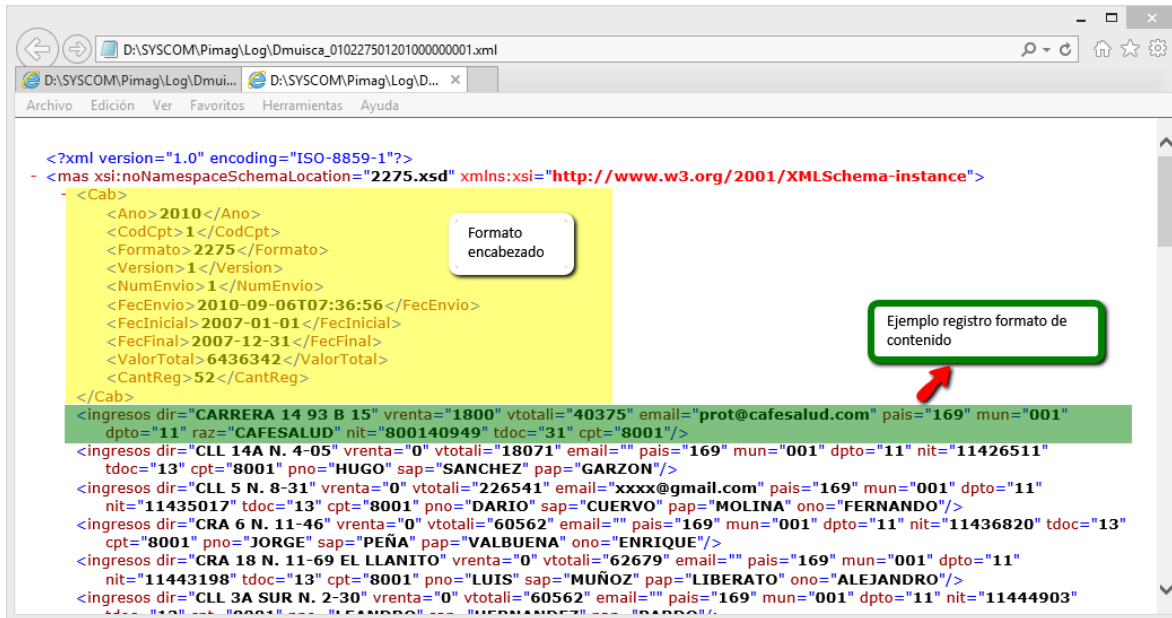 D:\SYSCOM\Pimag\Log\Dmuisca_010227501201000000001.xml
D:\SYSCOM\Pimag\Log\Dmui... D:\SYSCOM\Pimag\Log\D...
Archivo Edición Ver Favoritos Herramientas Ayuda
<?xml version="1.0" encoding="ISO-8859-1"?>
- <mas xsi:noNamespaceSchemaLocation="2275.xsd" xmlns:xsi="http://www.w3.org/2001/XMLSchema-instance">
- <Cab>
<Ano>2010</Ano>
<CodCpt>1</CodCpt>
<Formato>2275</Formato>
<Version>1</Version>
<NumEnvio>1</NumEnvio>
<FecEnvio>2010-09-06T07:36:56</FecEnvio>
<FecInicial>2007-01-01</FecInicial>
<FecFinal>2007-12-31</FecFinal>
<ValorTotal>6436342</ValorTotal>
<CantReg>52</CantReg>
</Cab>
Formato
encabezado
Ejemplo registro formato de
contenido
<ingresos dir="CARRERA 14 93 B 15" vrenta="1800" vtotali="40375" email="prot@cafesalud.com" pais="169" mun="001"
dpto="11" raz="CAFESALUD" nit="800140949" tdoc="31" cpt="8001"/>
<ingresos dir="CLL 14A N. 4-05" vrenta="0" vtotali="18071" email="" pais="169" mun="001" dpto="11" nit="11426511"
tdoc="13" cpt="8001" pno="HUGO" sap="SANCHEZ" pap="GARZON"/>
<ingresos dir="CLL 5 N. 8-31" vrenta="0" vtotali="226541" email="xxxx@gmail.com" pais="169" mun="001" dpto="11"
nit="11435017" tdoc="13" cpt="8001" pno="DARIO" sap="CUERVO" pap="MOLINA" ono="FERNANDO"/>
<ingresos dir="CRA 6 N. 11-46" vrenta="0" vtotali="60562" email="" pais="169" mun="001" dpto="11" nit="11436820" tdoc="13"
cpt="8001" pno="JORGE" sap="PEÑA" pap="VALBUENA" ono="ENRIQUE"/>
<ingresos dir="CRA 18 N. 11-69 EL LLANITO" vrenta="0" vtotali="62679" email="" pais="169" mun="001" dpto="11"
nit="11443198" tdoc="13" cpt="8001" pno="LUIS" sap="MUÑOZ" pap="LIBERATO" ono="ALEJANDRO"/>
<ingresos dir="CLL 3A SUR N. 2-30" vrenta="0" vtotali="60562" email="" pais="169" mun="001" dpto="11" nit="11444903"
tdoc="13" cpt="8001" pno="LEANDRO" sap="HERNANDEZ" pap="PARDO"/>